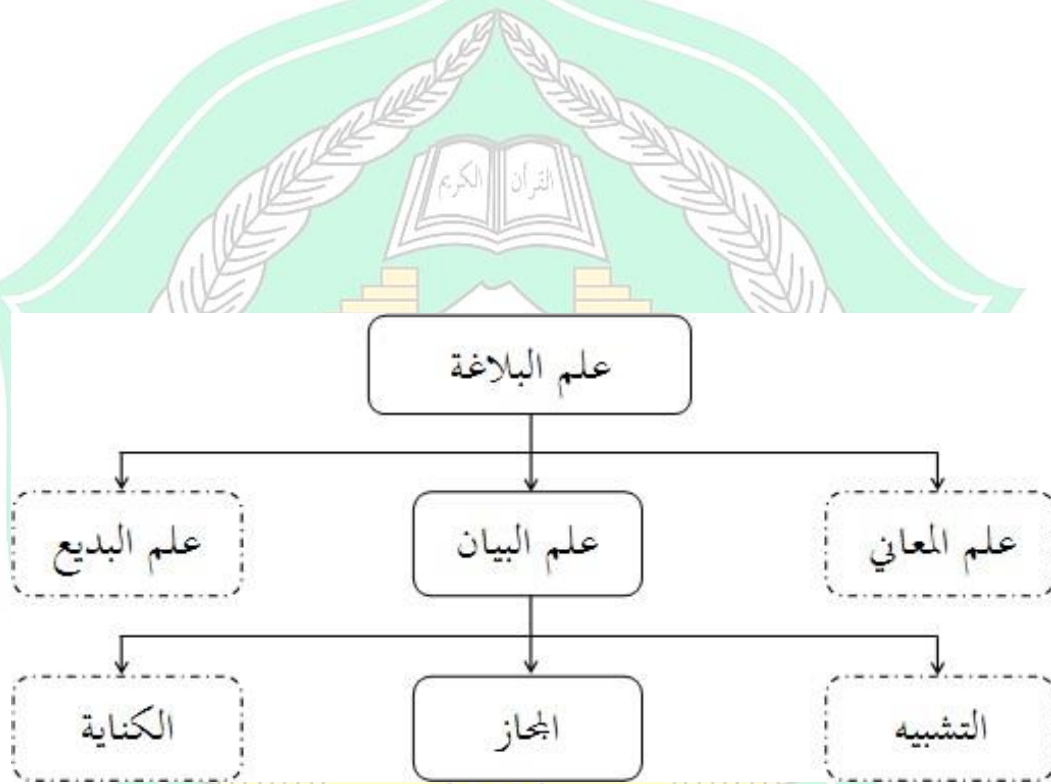 القرآن الكريم
علم البلاغة
علم المعاني
علم البيان
علم البديع
التشبيه
المجاز
الكناية